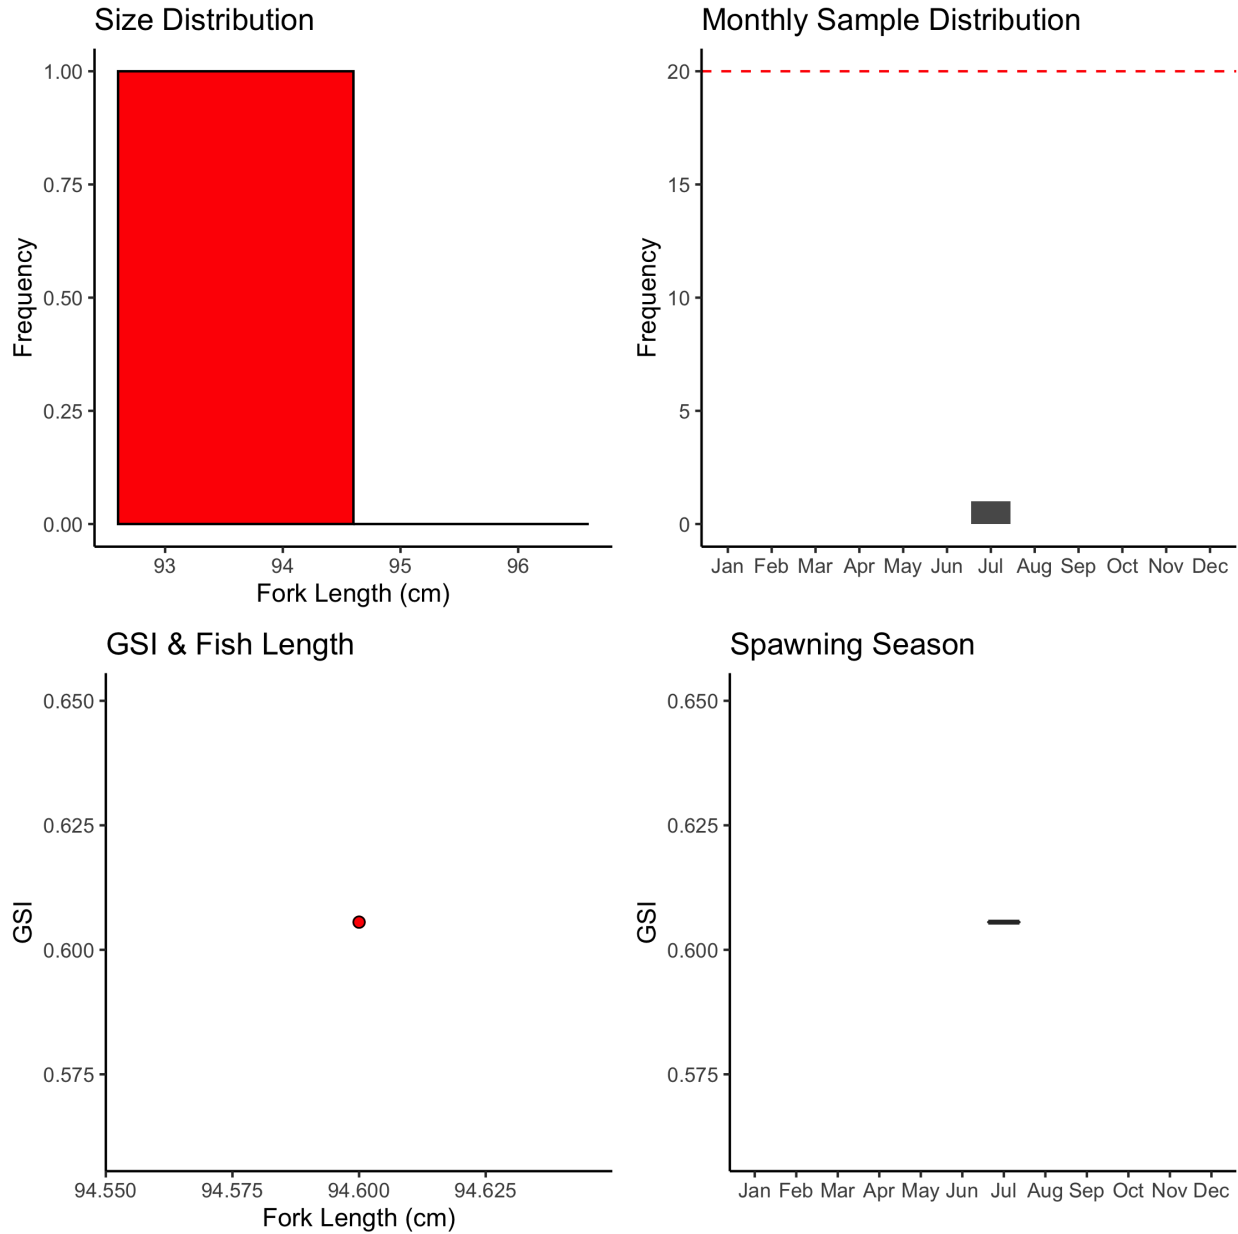 Size Distribution
1.00
0.75
0.50
0.25
0.00
Frequency
93 94 95 96
Fork Length (cm)
Monthly Sample Distribution
20
15
10
5
0
Frequency
Jan Feb Mar Apr May Jun Jul Aug Sep Oct Nov Dec
GSI & Fish Length
0.650
0.625
0.600
0.575
GSI
94.550 94.575 94.600 94.625
Fork Length (cm)
Spawning Season
0.650
0.625
0.600
0.575
GSI
Jan Feb Mar Apr May Jun Jul Aug Sep Oct Nov Dec